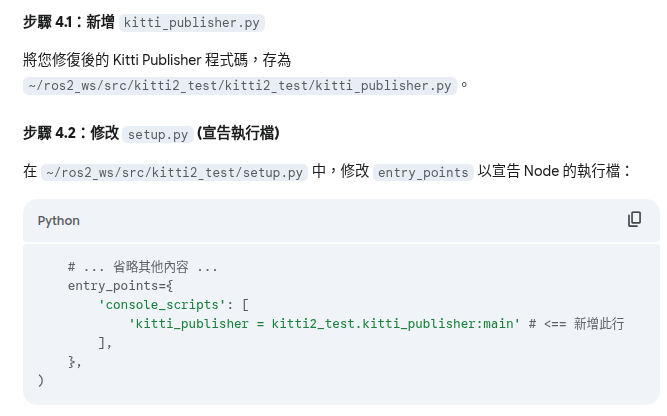 步驟 4.1：新增 kitti_publisher.py
將您修復後的 Kitti Publisher 程式碼，存為
~/ros2_ws/src/kitti2_test/kitti2_test/kitti_publisher.py 。
步驟 4.2：修改 setup.py (宣告執行檔)
在 ~/ros2_ws/src/kitti2_test/setup.py 中，修改 entry_points 以宣告 Node 的執行檔：
Python
# ... 省略其他內容 ...
entry_points={
'console_scripts': [
'kitti_publisher = kitti2_test.kitti_publisher:main' # <== 新增此行
],
},
)